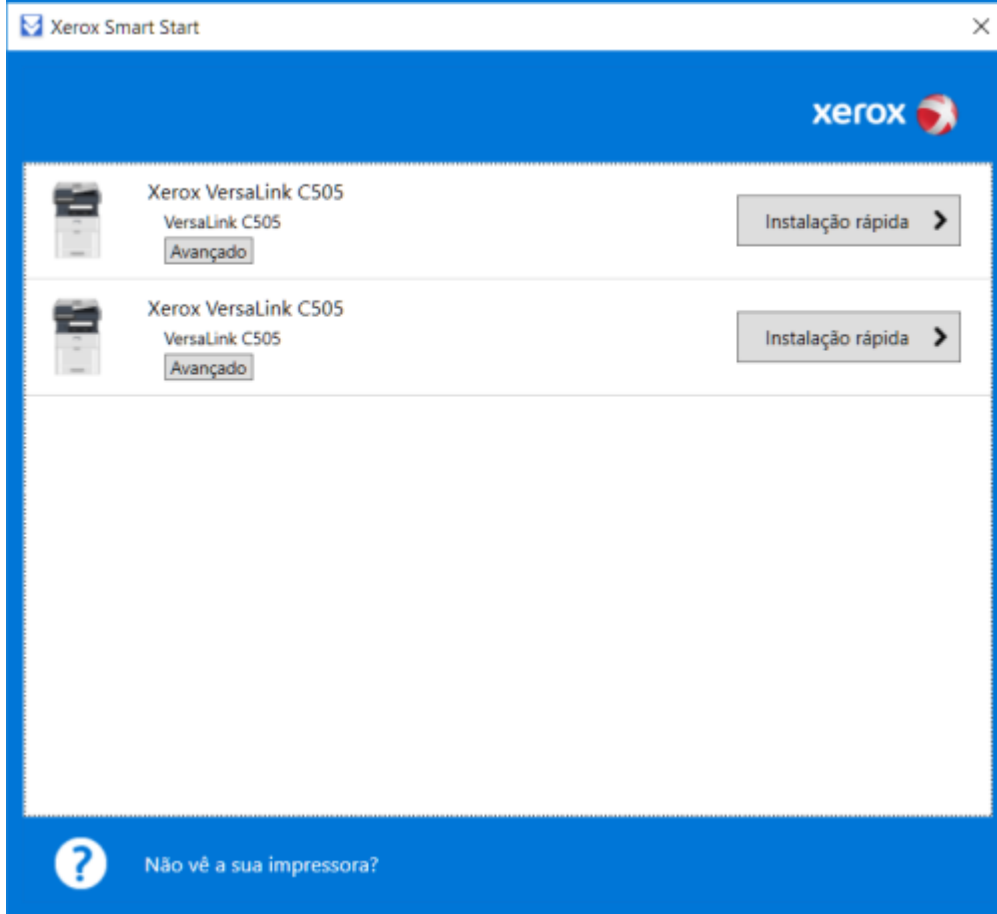 Xerox Smart Start
xerox
Xerox VersaLink C505
VersaLink C505
Avançado
Instalação rápida
Xerox VersaLink C505
VersaLink C505
Avançado
Instalação rápida
?
Não vê a sua impressora?